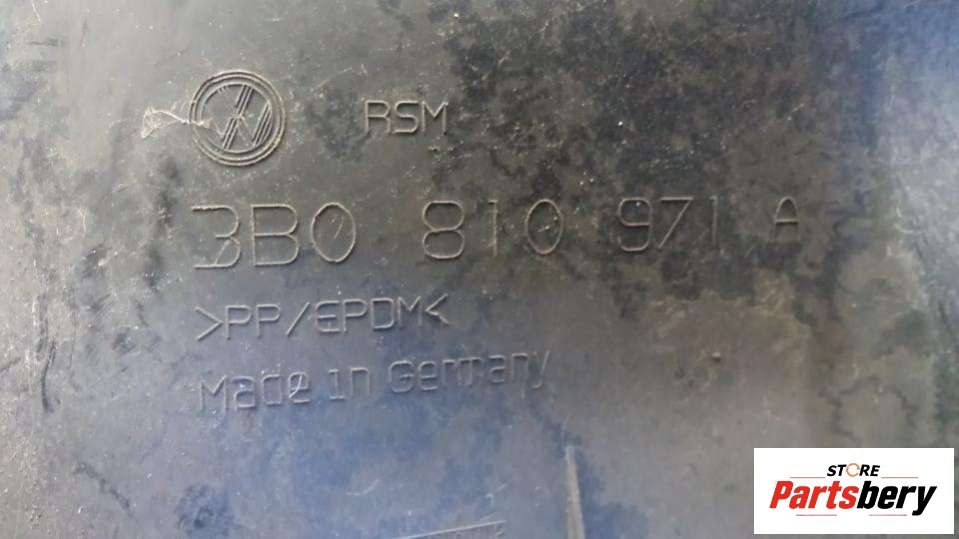 RSM
3B0 810 971 A
>PP/EPDM<
Made in Germany
STORE
Partsbery